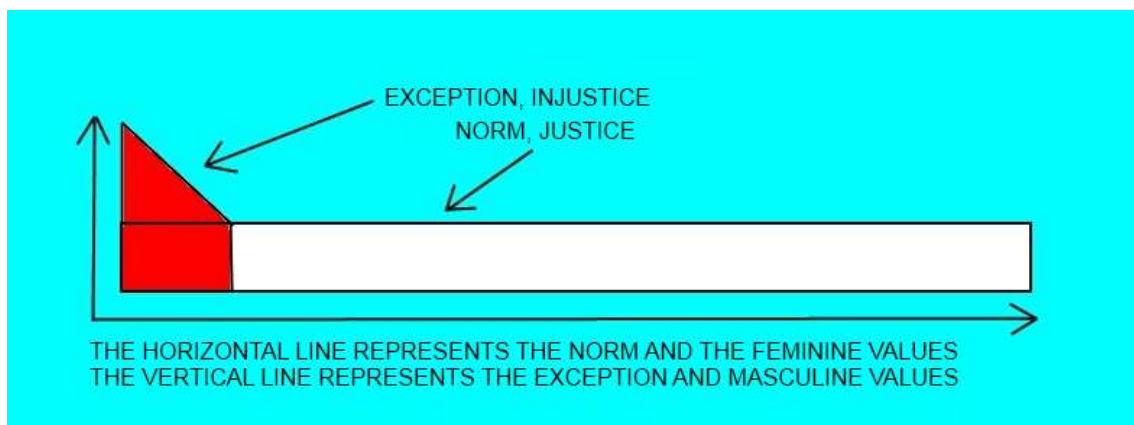 EXCEPTION, INJUSTICE
NORM, JUSTICE
THE HORIZONTAL LINE REPRESENTS THE NORM AND THE FEMININE VALUES
THE VERTICAL LINE REPRESENTS THE EXCEPTION AND MASCULINE VALUES